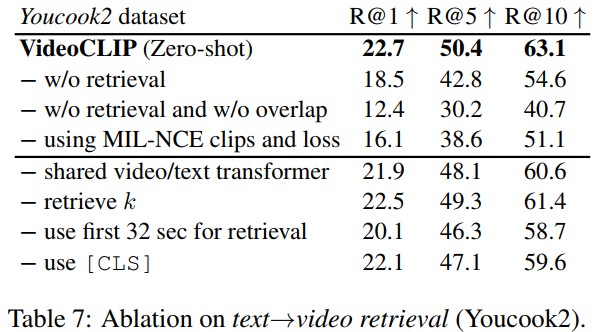 Youcook2 dataset R@1 ↑ R@5 ↑ R@10 ↑
VideoCLIP (Zero-shot) 22.7 50.4 63.1
− w/o retrieval 18.5 42.8 54.6
− w/o retrieval and w/o overlap 12.4 30.2 40.7
− using MIL-NCE clips and loss 16.1 38.6 51.1
− shared video/text transformer 21.9 48.1 60.6
− retrieve k 22.5 49.3 61.4
− use first 32 sec for retrieval 20.1 46.3 58.7
− use [CLS] 22.1 47.1 59.6
Table 7: Ablation on text→video retrieval (Youcook2).